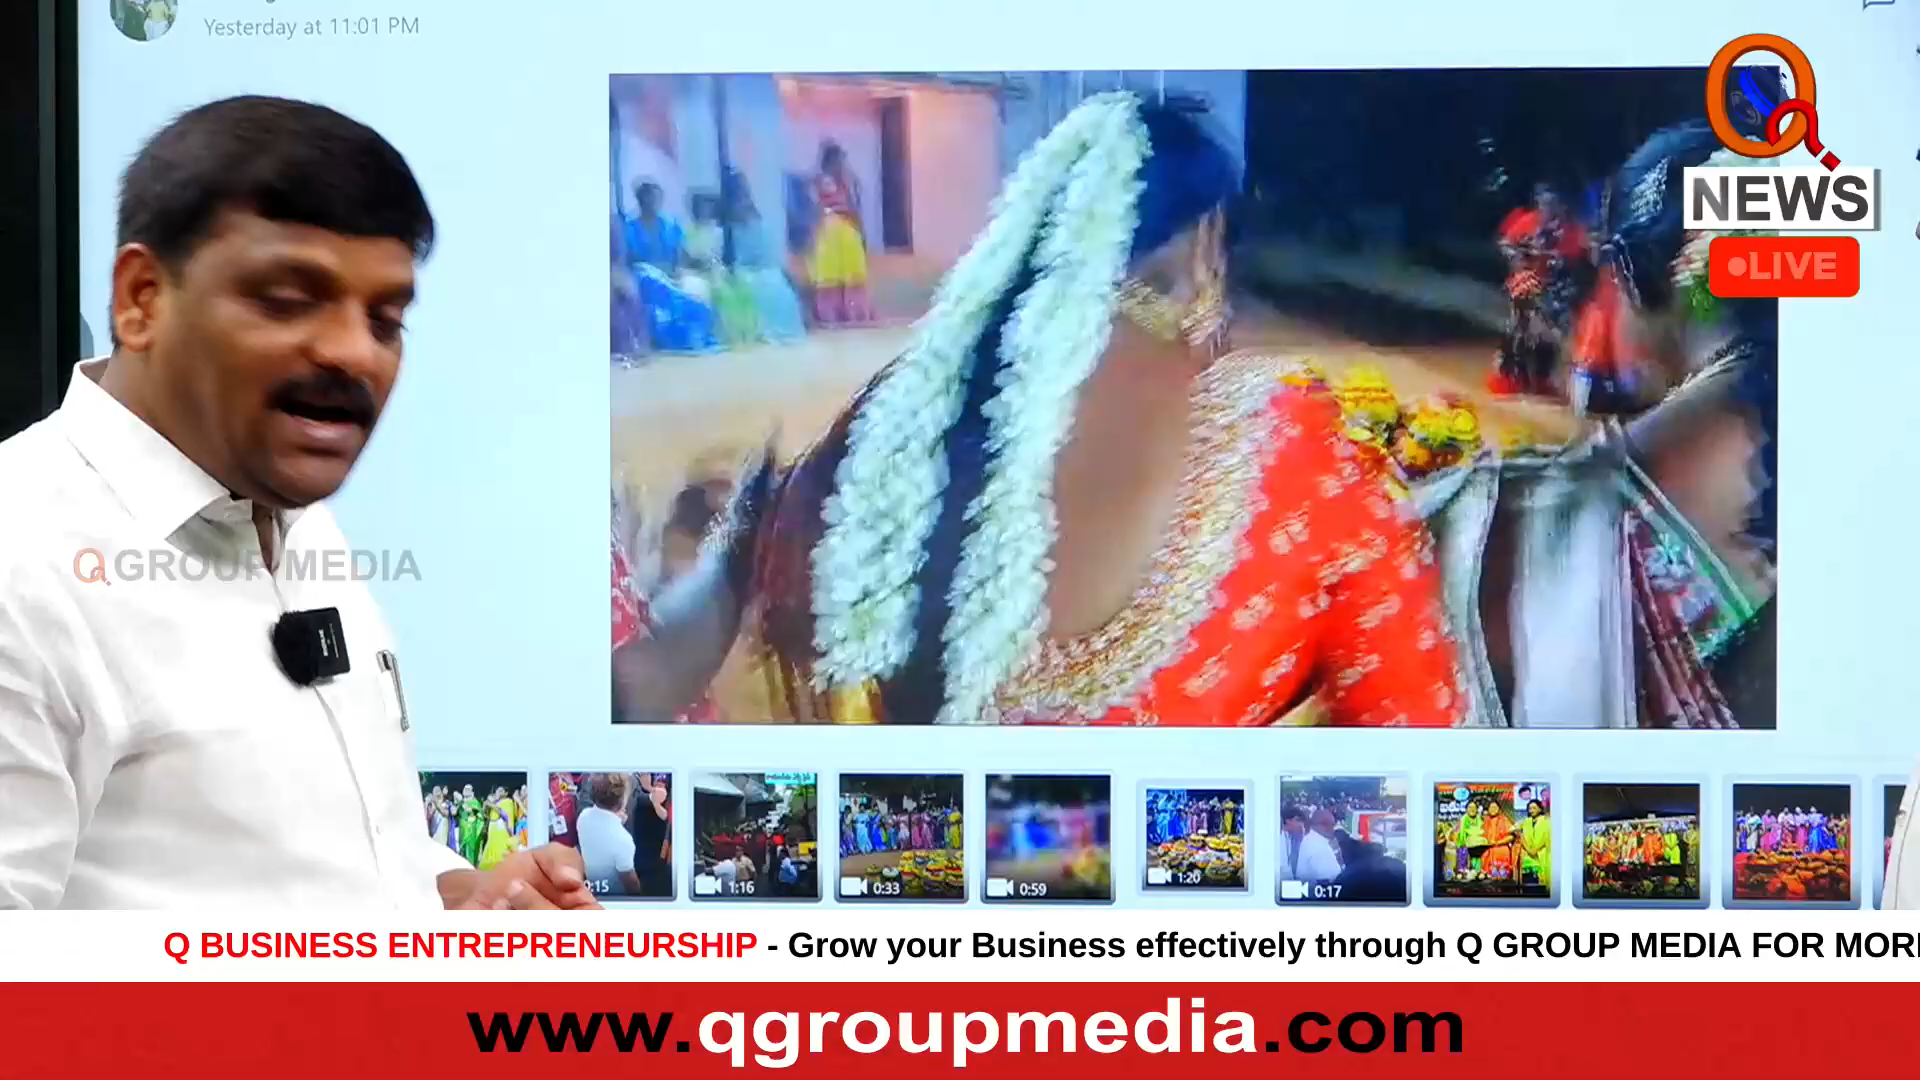 Yesterday at 11:01 PM
Q
NEWS
LIVE
Q GROUP MEDIA
0:15
1:16
0:33
0:59
1:20
0:17
Q BUSINESS ENTREPRENEURSHIP - Grow your Business effectively through Q GROUP MEDIA FOR MOR
www.qgroupmedia.com